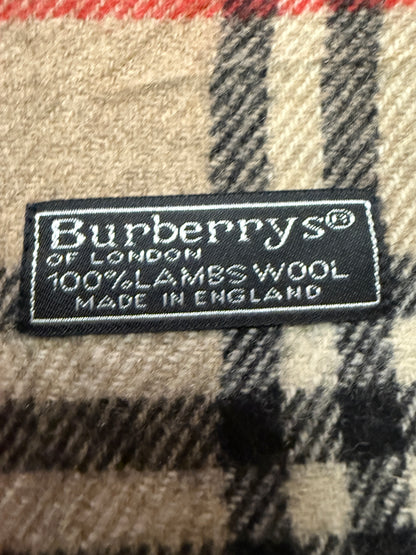 Burberrys®
OF LONDON
100%LAMBS WOOL
MADE IN ENGLAND